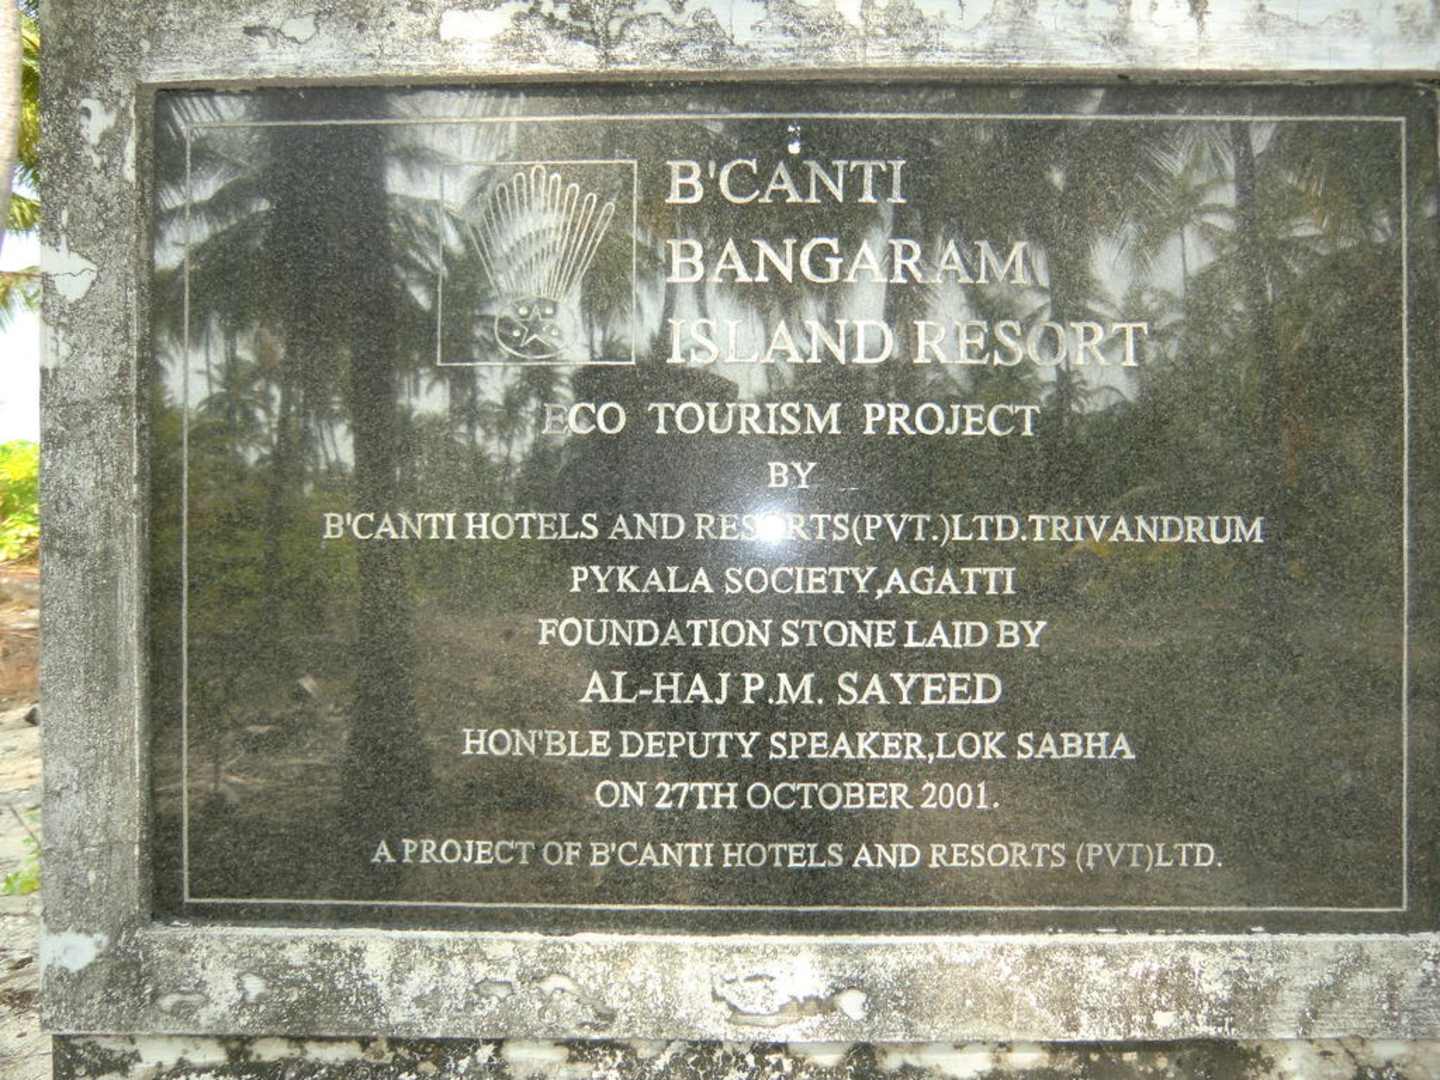 B'CANTI
BANGARAM
ISLAND RESORT
ECO TOURISM PROJECT
BY
B'CANTI HOTELS AND RESORTS(PVT.)LTD.TRIVANDRUM
PYKALA SOCIETY,AGATTI
FOUNDATION STONE LAID BY
AL-HAJ P.M. SAYEED
HON'BLE DEPUTY SPEAKER,LOK SABHA
ON 27TH OCTOBER 2001.
A PROJECT OF B'CANTI HOTELS AND RESORTS (PVT)LTD.